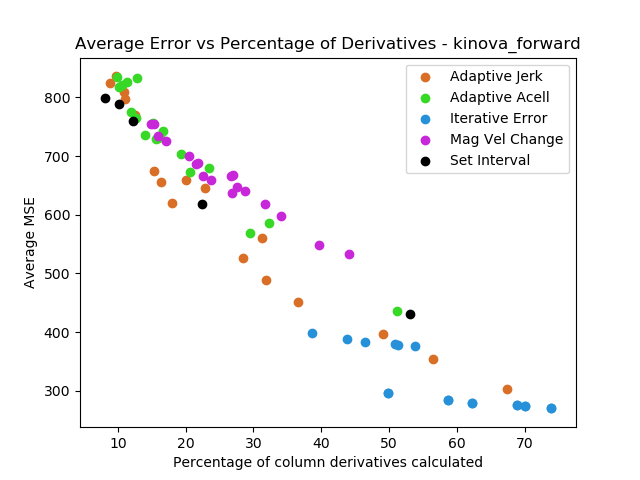 Average Error vs Percentage of Derivatives - kinova_forward
Adaptive Jerk
Adaptive Acell
Iterative Error
Mag Vel Change
Set Interval
Average MSE
800
700
600
500
400
300
10 20 30 40 50 60 70
Percentage of column derivatives calculated